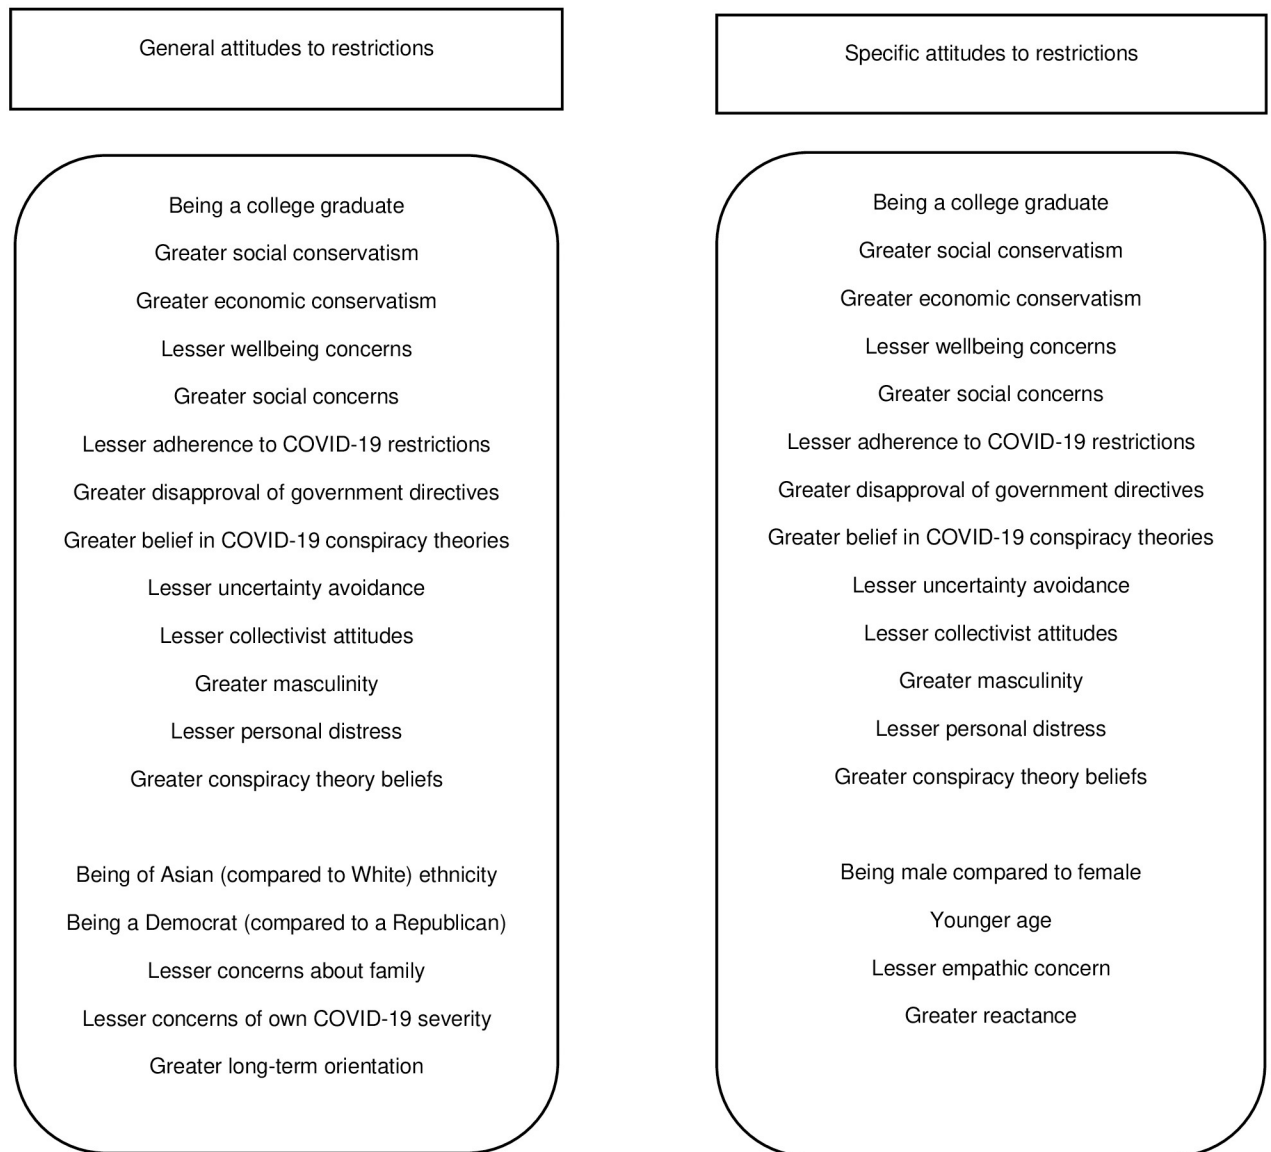 General attitudes to restrictions
Being a college graduate
Greater social conservatism
Greater economic conservatism
Lesser wellbeing concerns
Greater social concerns
Lesser adherence to COVID-19 restrictions
Greater disapproval of government directives
Greater belief in COVID-19 conspiracy theories
Lesser uncertainty avoidance
Lesser collectivist attitudes
Greater masculinity
Lesser personal distress
Greater conspiracy theory beliefs
Being of Asian (compared to White) ethnicity
Being a Democrat (compared to a Republican)
Lesser concerns about family
Lesser concerns of own COVID-19 severity
Greater long-term orientation
Specific attitudes to restrictions
Being a college graduate
Greater social conservatism
Greater economic conservatism
Lesser wellbeing concerns
Greater social concerns
Lesser adherence to COVID-19 restrictions
Greater disapproval of government directives
Greater belief in COVID-19 conspiracy theories
Lesser uncertainty avoidance
Lesser collectivist attitudes
Greater masculinity
Lesser personal distress
Greater conspiracy theory beliefs
Being male compared to female
Younger age
Lesser empathic concern
Greater reactance